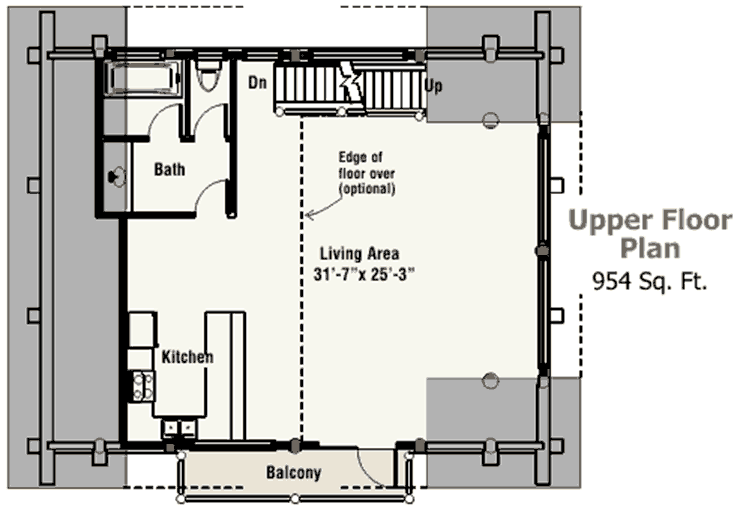 Dn
Up
Bath
Edge of
floor over
(optional)
Living Area
31'-7"x 25'-3"
Upper Floor
Plan
954 Sq. Ft.
Kitchen
Balcony